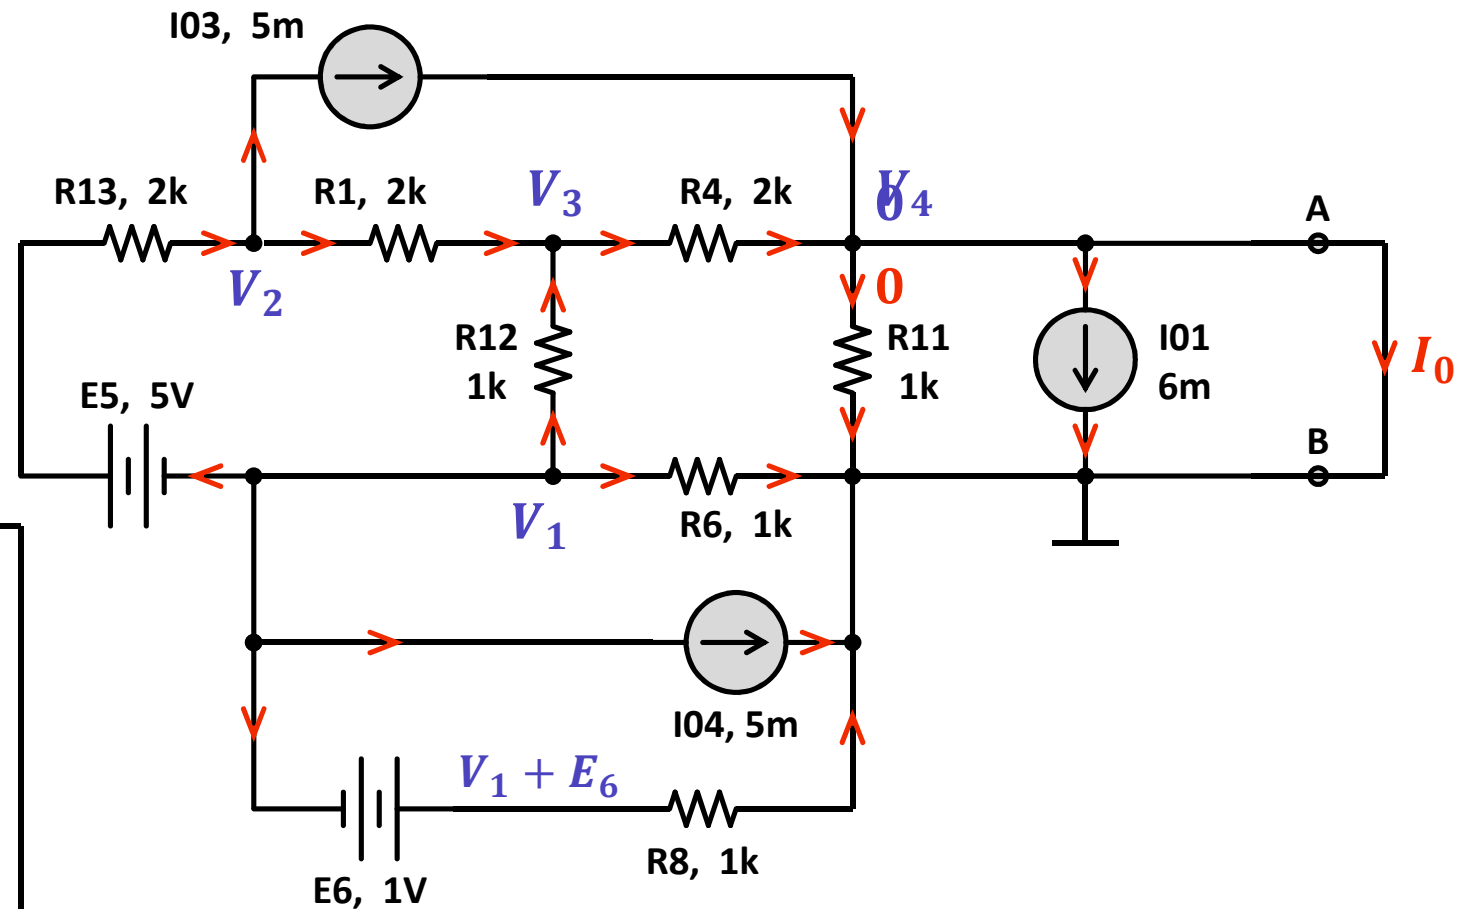 I03, 5m
R13, 2k
R1, 2k
V3
R4, 2k
V4
0
A
V2
0
R12
1k
R11
1k
I01
6m
I0
E5, 5V
B
V1
R6, 1k
I04, 5m
V1 + E6
R8, 1k
E6, 1V